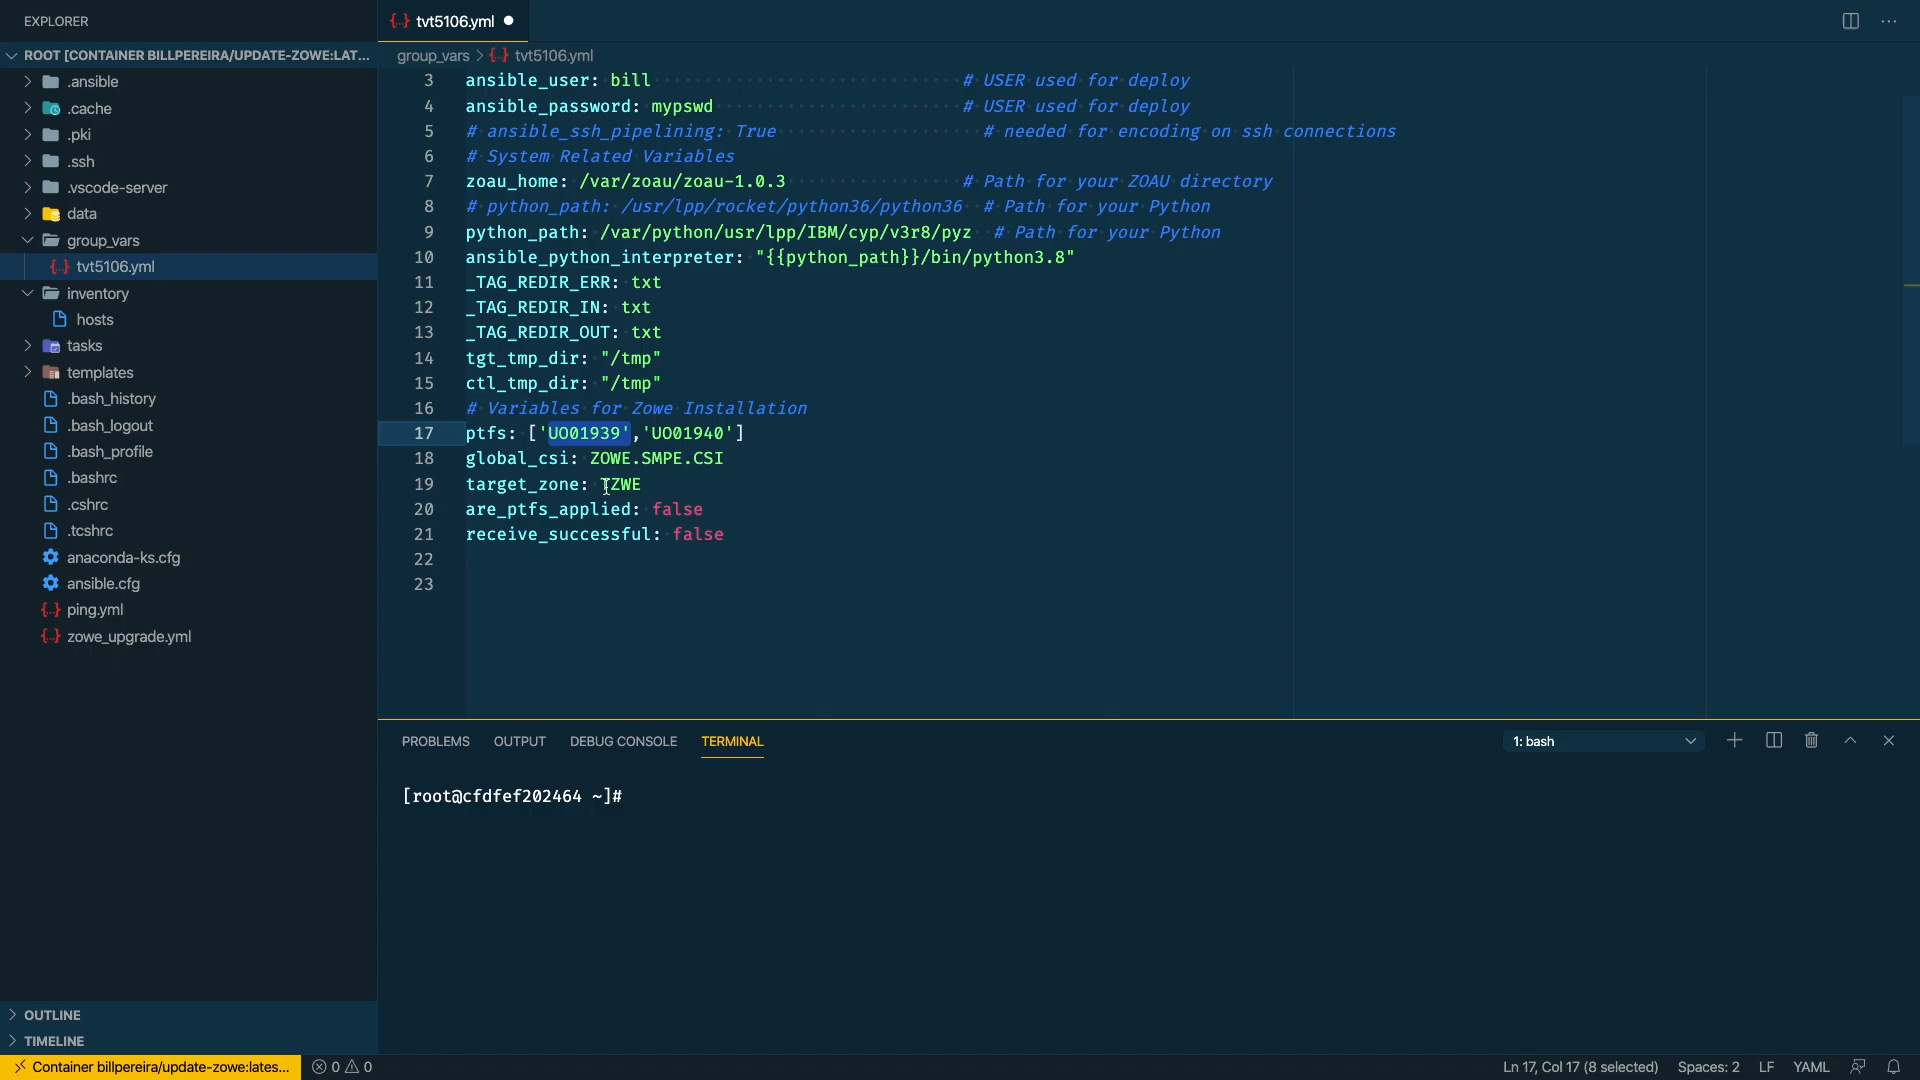 EXPLORER
ROOT [CONTAINER BILLPEREIRA/UPDATE-ZOWE:LAT...
.ansible
.cache
.pki
.ssh
.vscode-server
data
group_vars
{..} tvt5106.yml
inventory
hosts
tasks
templates
.bash_history
.bash_logout
.bash_profile
.bashrc
.cshrc
.tcshrc
anaconda-ks.cfg
ansible.cfg
{..} ping.yml
{..} zowe_upgrade.yml
OUTLINE
TIMELINE
{..} tvt5106.yml
group_vars > {..} tvt5106.yml
3 ansible_user: bill # USER used for deploy
4 ansible_password: mypswd # USER used for deploy
5 # ansible_ssh_pipelining: True # needed for encoding on ssh connections
6 # System Related Variables
7 zoau_home: /var/zoau/zoau-1.0.3 # Path for your ZOAU directory
8 # python_path: /usr/lpp/rocket/python36/python36 # Path for your Python
9 python_path: /var/python/usr/lpp/IBM/cyp/v3r8/pyz # Path for your Python
10 ansible_python_interpreter: "{{python_path}}/bin/python3.8"
11 _TAG_REDIR_ERR: txt
12 _TAG_REDIR_IN: txt
13 _TAG_REDIR_OUT: txt
14 tgt_tmp_dir: "/tmp"
15 ctl_tmp_dir: "/tmp"
16 # Variables for Zowe Installation
17 ptfs: ['UO01939','UO01940']
18 global_csi: ZOWE.SMPE.CSI
19 target_zone: TZWE
20 are_ptfs_applied: false
21 receive_successful: false
22
23
PROBLEMS OUTPUT DEBUG CONSOLE TERMINAL 1: bash
[root@cfdfef202464 ~]#
Container billpereira/update-zowe:lates... 0 0 Ln 17, Col 17 (8 selected) Spaces: 2 LF YAML